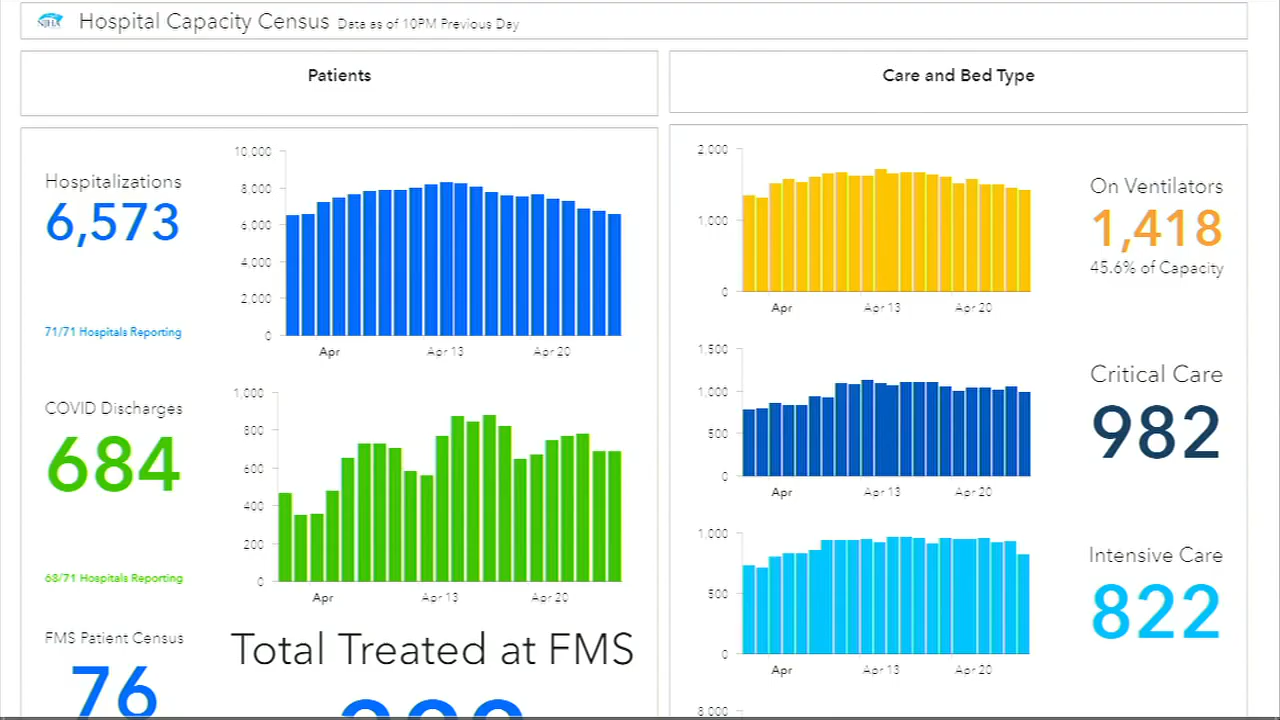 NJHA Hospital Capacity Census Data as of 10PM Previous Day
Patients
Hospitalizations
6,573
71/71 Hospitals Reporting
10,000
8,000
6,000
4,000
2,000
0
Apr
Apr 13
Apr 20
COVID Discharges
684
68/71 Hospitals Reporting
1,000
800
600
400
200
0
Apr
Apr 13
Apr 20
FMS Patient Census
76
Total Treated at FMS
Care and Bed Type
2,000
1,000
0
Apr
Apr 13
Apr 20
On Ventilators
1,418
45.6% of Capacity
1,500
1,000
500
0
Apr
Apr 13
Apr 20
Critical Care
982
1,000
500
0
Apr
Apr 13
Apr 20
Intensive Care
822
8,000